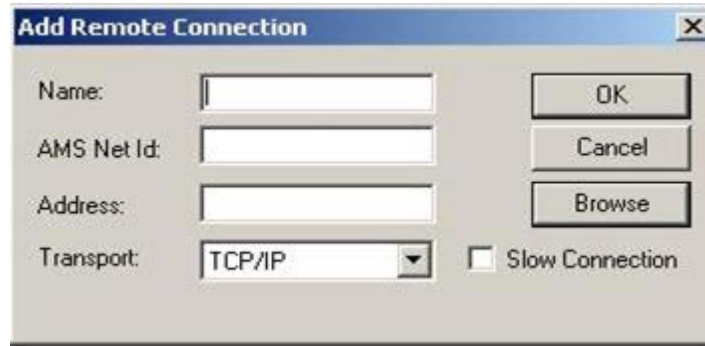 Add Remote Connection
Name: OK
AMS Net Id: Cancel
Address: Browse
Transport: TCP/IP Slow Connection